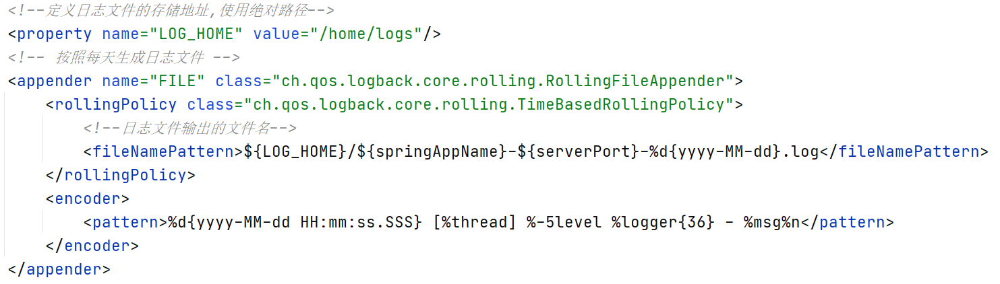 <!--定义日志文件的存储地址,使用绝对路径-->
<property name="LOG_HOME" value="/home/logs"/>
<!-- 按照每天生成日志文件 -->
<appender name="FILE" class="ch.qos.logback.core.rolling.RollingFileAppender">
    <rollingPolicy class="ch.qos.logback.core.rolling.TimeBasedRollingPolicy">
        <!--日志文件输出的文件名-->
        <fileNamePattern>${LOG_HOME}/${springAppName}-${serverPort}-%d{yyyy-MM-dd}.log</fileNamePattern>
    </rollingPolicy>
    <encoder>
        <pattern>%d{yyyy-MM-dd HH:mm:ss.SSS} [%thread] %-5level %logger{36} - %msg%n</pattern>
    </encoder>
</appender>